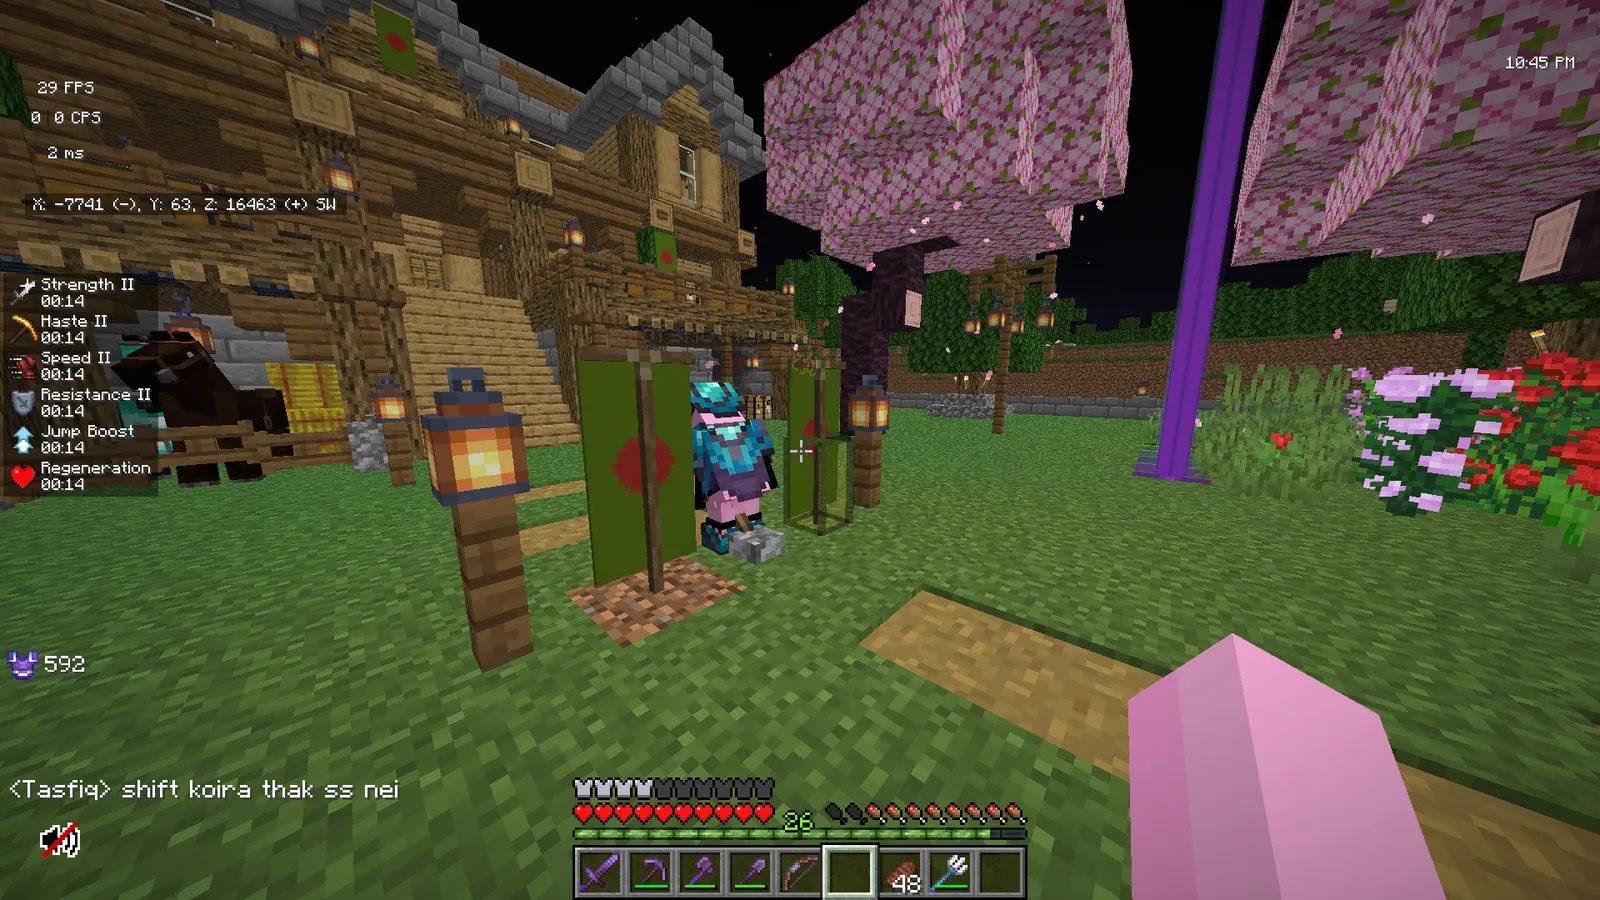 29 FPS
10:45 PM
0 0 CPS
2 ms
X: -7741 (-), Y: 63, Z: 16463 (+) SW
Strength II
00:14
Haste II
00:14
Speed II
00:14
Resistance II
00:14
Jump Boost
00:14
Regeneration
00:14
592
<Tasfiq> shift koira thak ss nei
26
48